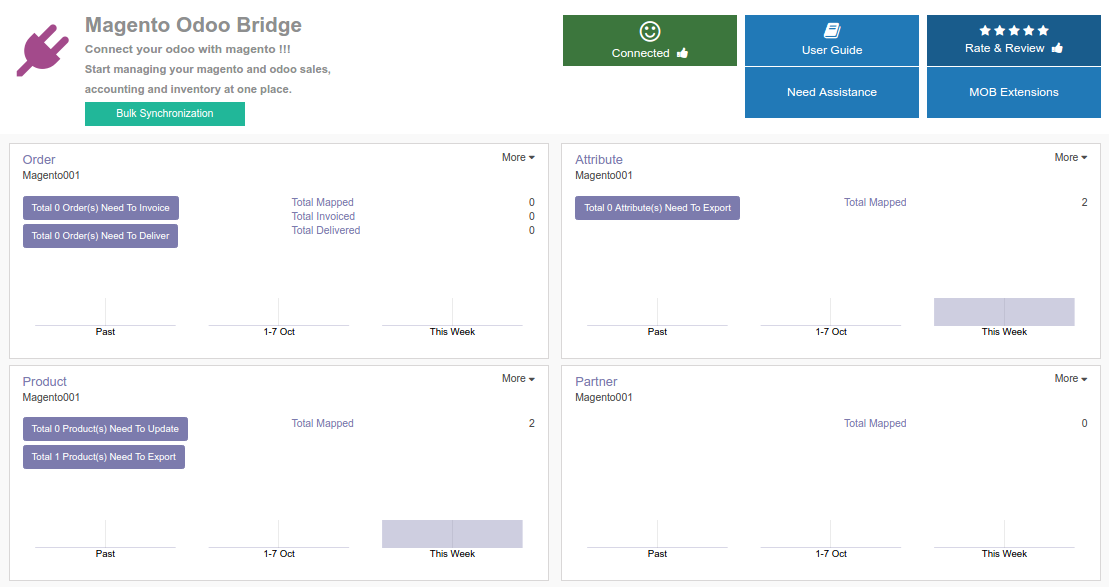 Magento Odoo Bridge
Connect your odoo with magento !!!
Start managing your magento and odoo sales,
accounting and inventory at one place.
Bulk Synchronization
Connected
User Guide
Rate & Review
Need Assistance
MOB Extensions
Order
More
Magento001
Total 0 Order(s) Need To Invoice
Total 0 Order(s) Need To Deliver
Total Mapped 0
Total Invoiced 0
Total Delivered 0
Past
1-7 Oct
This Week
Attribute
More
Magento001
Total 0 Attribute(s) Need To Export
Total Mapped 2
Past
1-7 Oct
This Week
Product
More
Magento001
Total 0 Product(s) Need To Update
Total 1 Product(s) Need To Export
Total Mapped 2
Past
1-7 Oct
This Week
Partner
More
Magento001
Total Mapped 0
Past
1-7 Oct
This Week